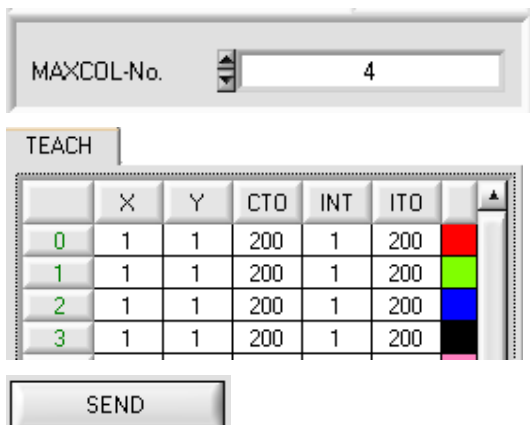 MAXCOL-No. 4
TEACH
X Y CTO INT ITO
0 1 1 200 1 200
1 1 1 200 1 200
2 1 1 200 1 200
3 1 1 200 1 200
SEND